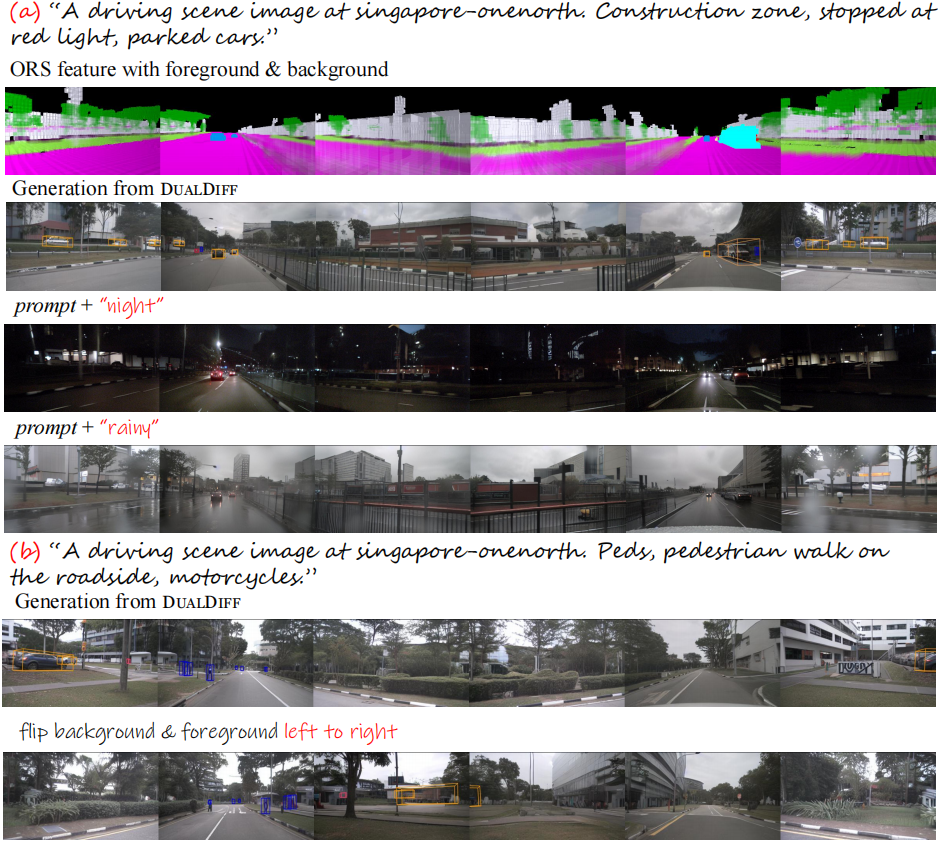 (a) “A driving scene image at singapore-onenorth. Construction zone, stopped at
red light, parked cars.”
ORS feature with foreground & background
Generation from DUALDIFF
prompt + “night”
prompt + “rainy”
(b) “A driving scene image at singapore-onenorth. Peds, pedestrian walk on
the roadside, motorcycles.”
Generation from DUALDIFF
flip background & foreground left to right